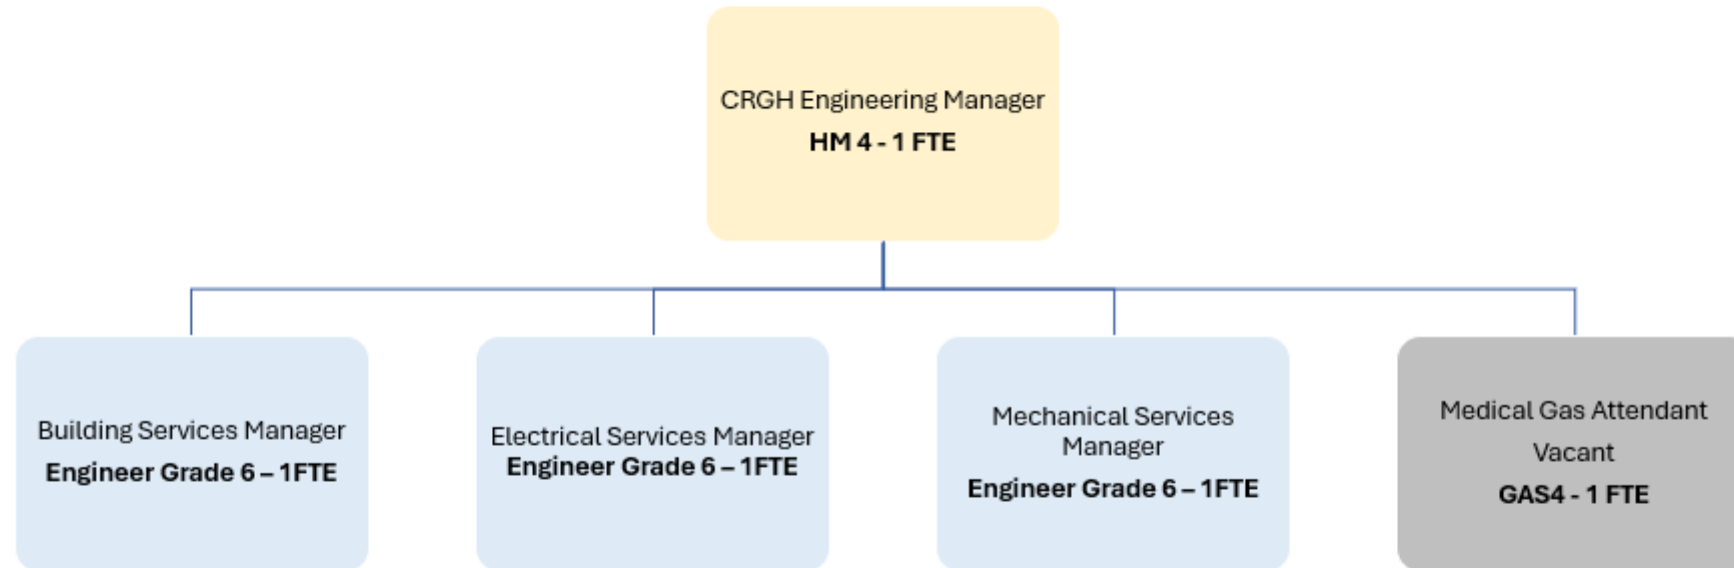 CRGH Engineering Manager
HM 4 - 1 FTE
Building Services Manager
Engineer Grade 6 – 1FTE
Electrical Services Manager
Engineer Grade 6 – 1FTE
Mechanical Services
Manager
Engineer Grade 6 – 1FTE
Medical Gas Attendant
Vacant
GAS4 - 1 FTE